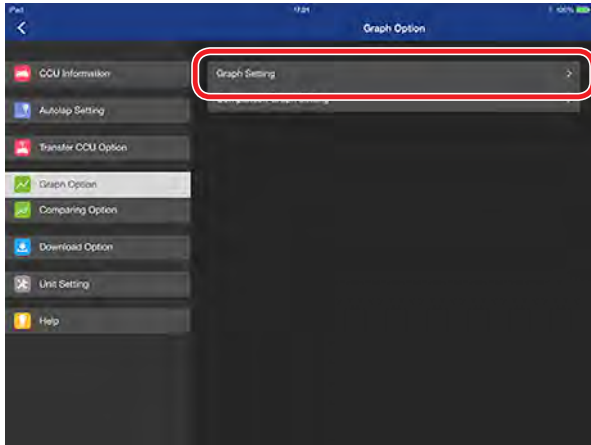 iPad 17:01 100%
Graph Option
CCU Information
Autolap Setting
Transfer CCU Option
Graph Option
Comparing Option
Download Option
Unit Setting
Help
Graph Setting